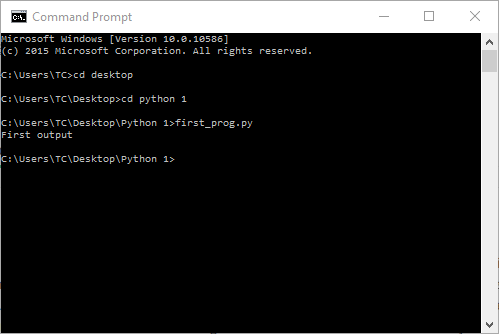 Command Prompt
Microsoft Windows [Version 10.0.10586]
(c) 2015 Microsoft Corporation. All rights reserved.
C:\Users\TC>cd desktop
C:\Users\TC\Desktop>cd python 1
C:\Users\TC\Desktop\Python 1>first_prog.py
First output
C:\Users\TC\Desktop\Python 1>